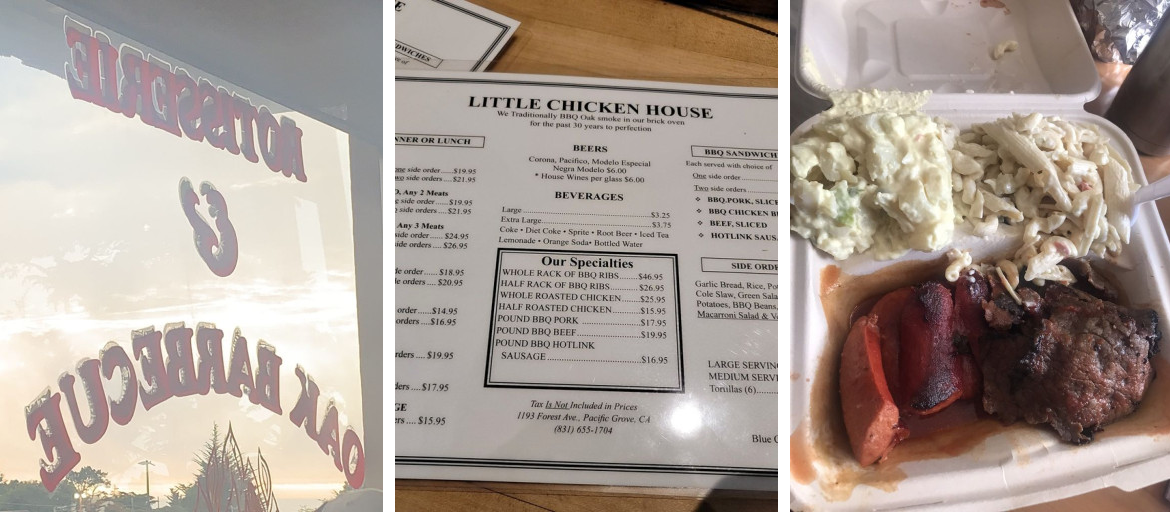 ROTISSERIE
&
OAK BARBECUE
E
DWICHES
LITTLE CHICKEN HOUSE
We Traditionally BBQ Oak smoke in our brick oven
for the past 30 years to perfection
NNER OR LUNCH
one side order......$19.95
two side orders....$21.95
, Any 2 Meats
side order....$19.95
side orders....$21.95
Any 3 Meats
side order....$24.95
side orders....$26.95
de order......$18.95
de orders....$20.95
order......$14.95
orders....$16.95
rders....$19.95
ders....$17.95
GE
ers....$15.95
BEERS
Corona, Pacifico, Modelo Especial
Negra Modelo $6.00
* House Wines per glass $6.00
BEVERAGES
Large....$3.25
Extra Large....$3.75
Coke • Diet Coke • Sprite • Root Beer • Iced Tea
Lemonade • Orange Soda• Bottled Water
Our Specialties
WHOLE RACK OF BBQ RIBS........$46.95
HALF RACK OF BBQ RIBS..........$26.95
WHOLE ROASTED CHICKEN.......$25.95
HALF ROASTED CHICKEN..........$15.95
POUND BBQ PORK ....................$17.95
POUND BBQ BEEF......................$19.95
POUND BBQ HOTLINK
SAUSAGE ................................$16.95
Tax Is Not Included in Prices
1193 Forest Ave., Pacific Grove, CA
(831) 655-1704
BBQ SANDWICH
Each served with choice of
One side order
Two side orders
❖ BBQ PORK, SLICE
❖ BBQ CHICKEN B
❖ BEEF, SLICED
❖ HOTLINK SAUS
SIDE ORDE
Garlic Bread, Rice, Po
Cole Slaw, Green Sala
Potatoes, BBQ Beans,
Macaroni Salad & V
LARGE SERVIN
MEDIUM SERV
Tortillas (6)
Blue C